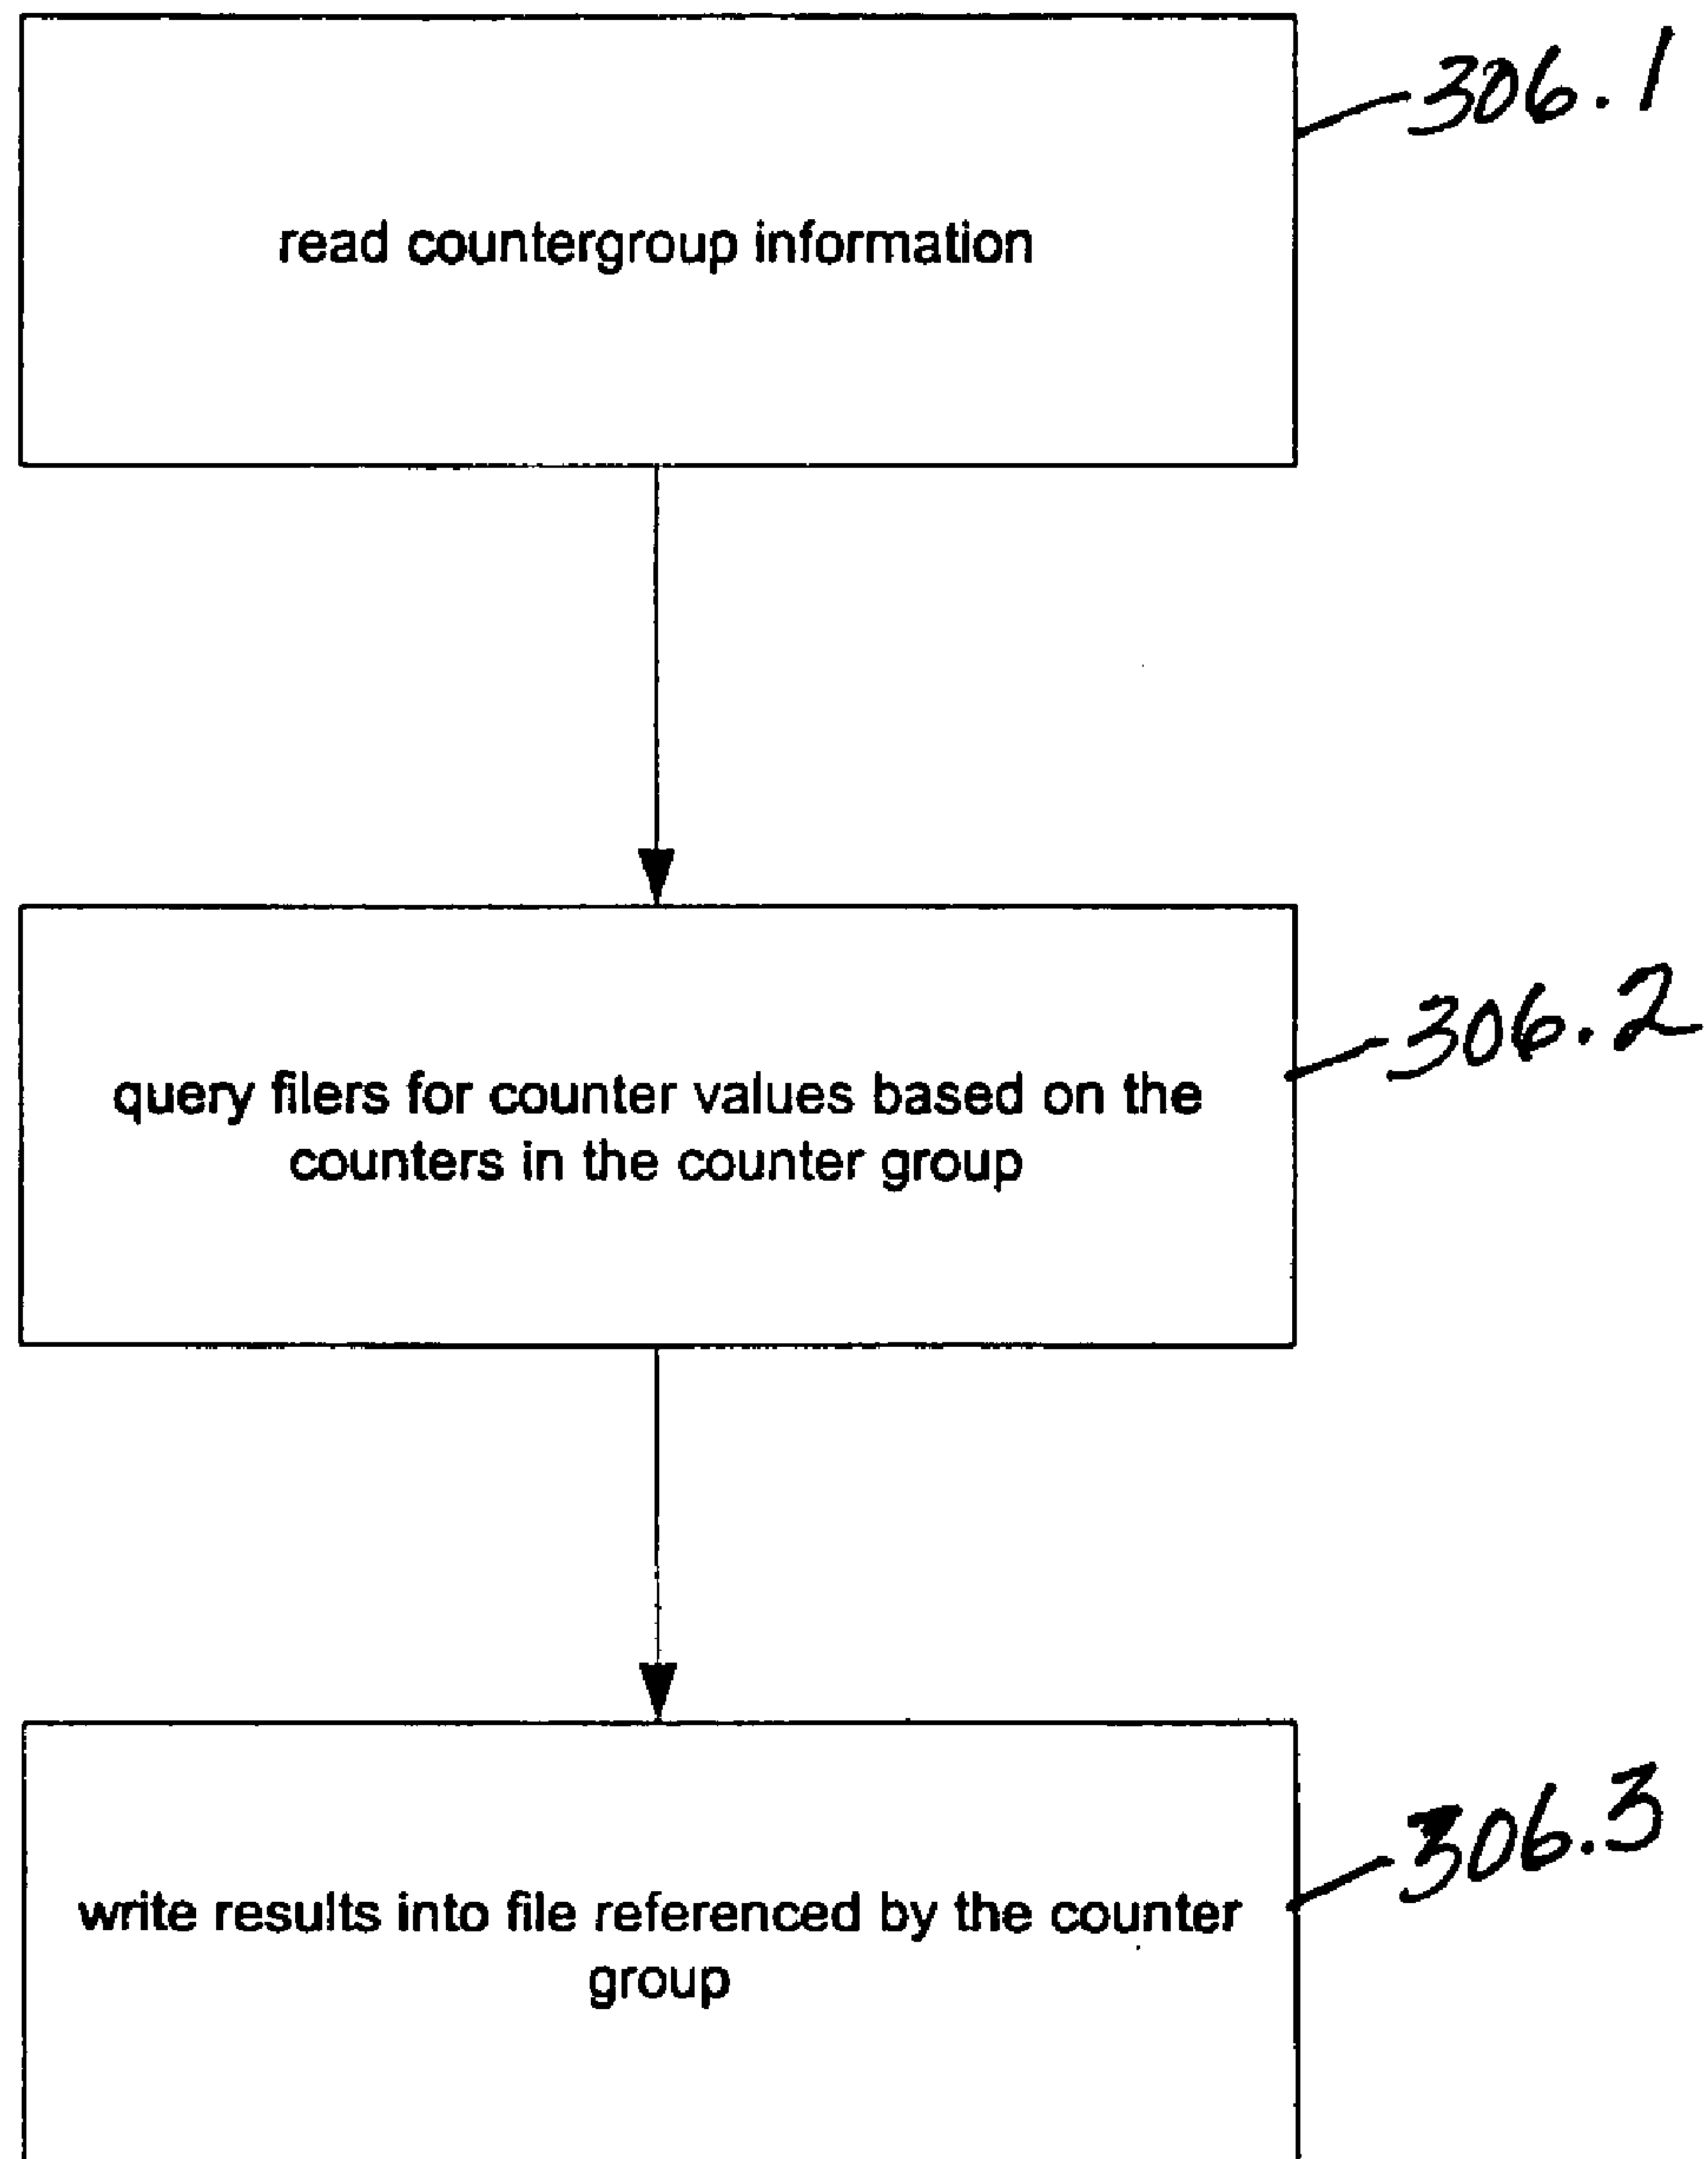 306.1
read countergroup information
306.2
query filers for counter values based on the
counters in the counter group
306.3
write results into file referenced by the counter
group